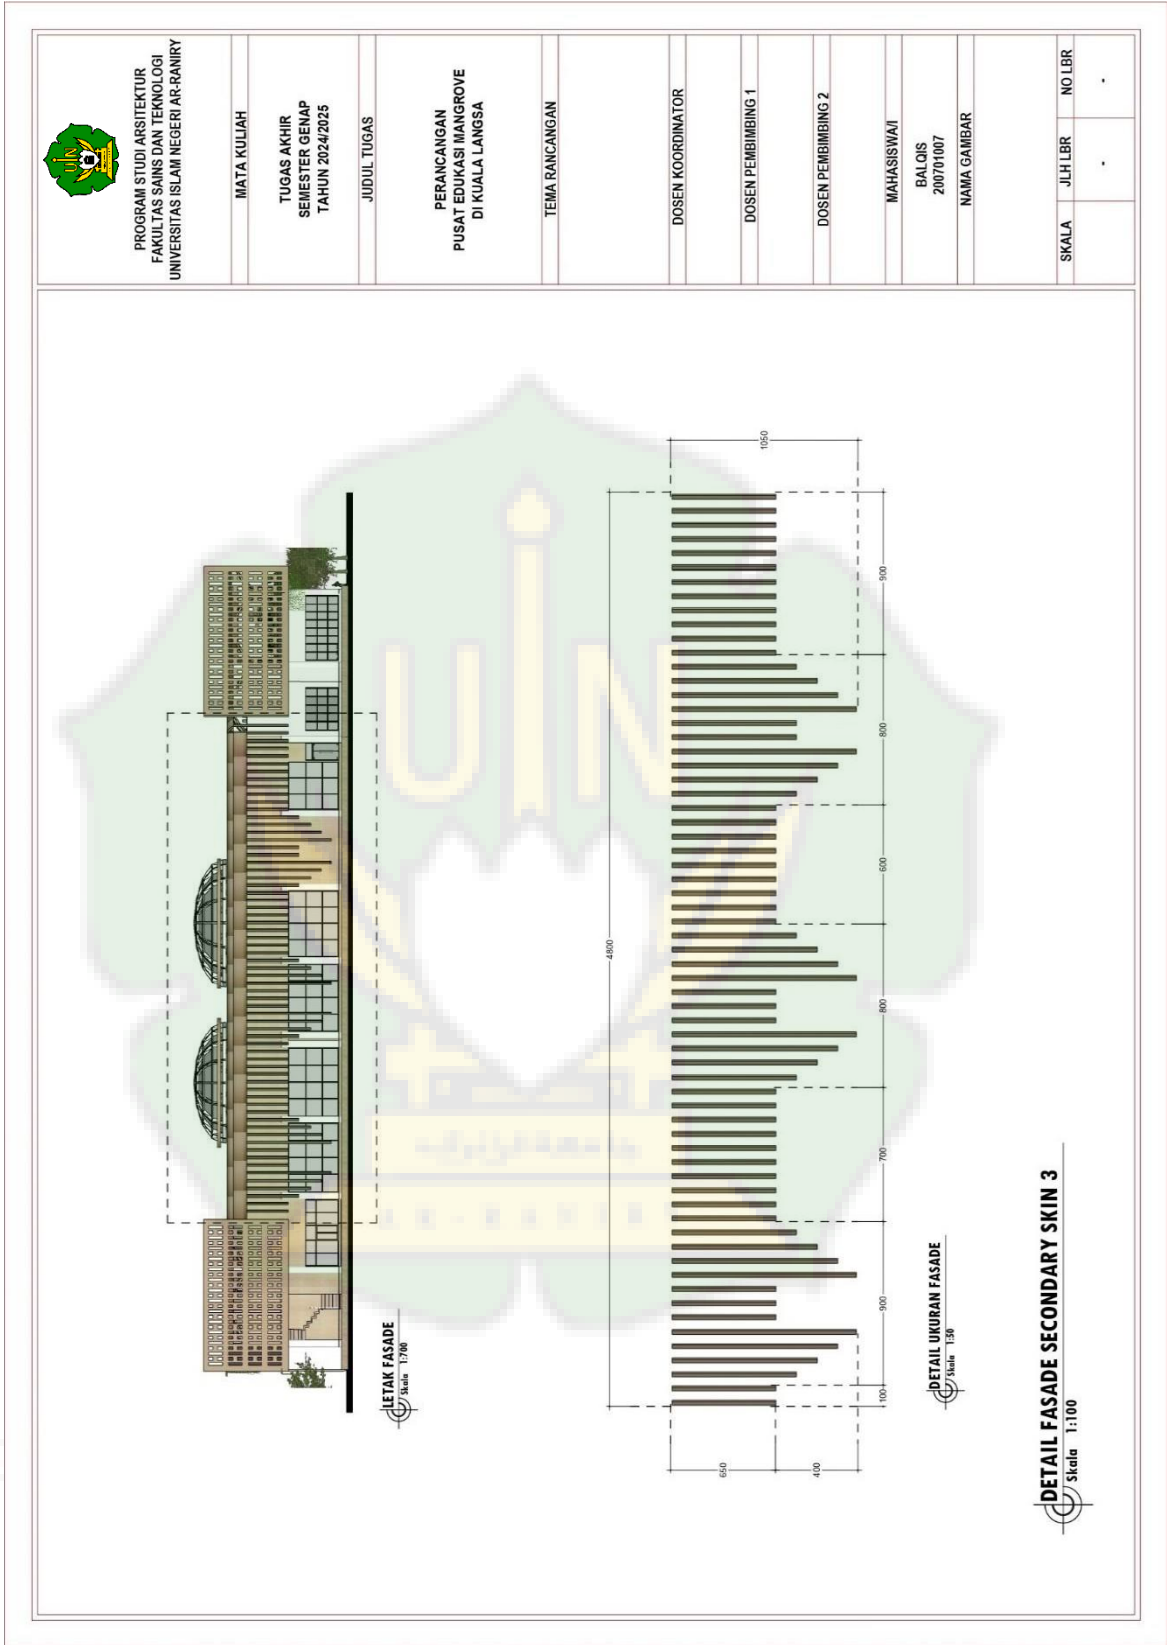 UIN
PROGRAM STUDI ARSITEKTUR
FAKULTAS SAINS DAN TEKNOLOGI
UNIVERSITAS ISLAM NEGERI AR-RANIRY
MATA KULIAH
TUGAS AKHIR
SEMESTER GENAP
TAHUN 2024/2025
JUDUL TUGAS
PERANCANGAN
PUSAT EDUKASI MANGROVE
DI KUALA LANGSA
TEMA RANCANGAN
DOSEN KOORDINATOR
DOSEN PEMBIMBING 1
DOSEN PEMBIMBING 2
MAHASISWA/I
BALQIS
200701007
NAMA GAMBAR
SKALA JLH LBR NO LBR
- -
LETAK FASADE
Skala 1:700
4800
650
400
1050
100
900
700
800
600
800
900
DETAIL UKURAN FASADE
Skala 1:50
DETAIL FASADE SECONDARY SKIN 3
Skala 1:100
UIN